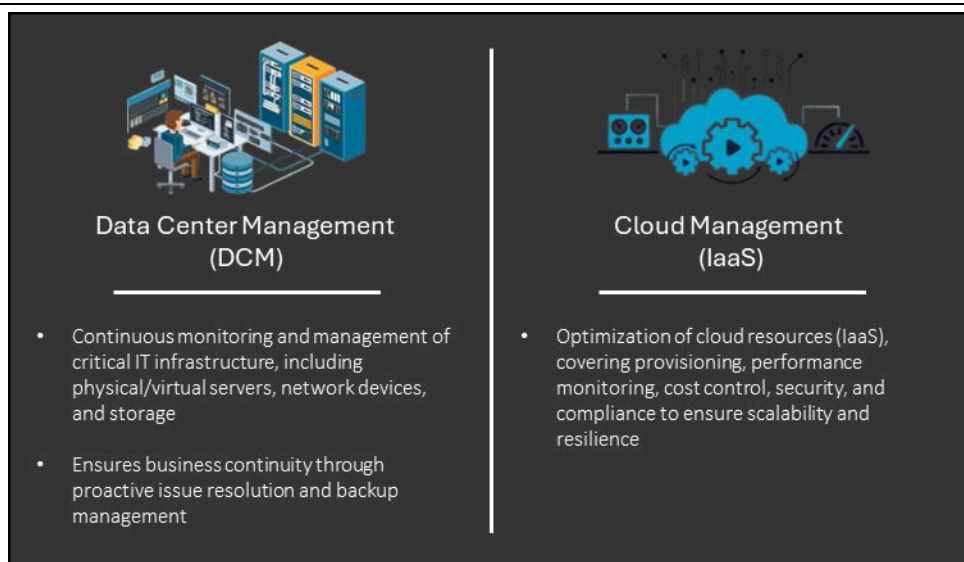 Data Center Management
(DCM)
• Continuous monitoring and management of
critical IT infrastructure, including
physical/virtual servers, network devices,
and storage
• Ensures business continuity through
proactive issue resolution and backup
management
Cloud Management
(IaaS)
• Optimization of cloud resources (IaaS),
covering provisioning, performance
monitoring, cost control, security, and
compliance to ensure scalability and
resilience